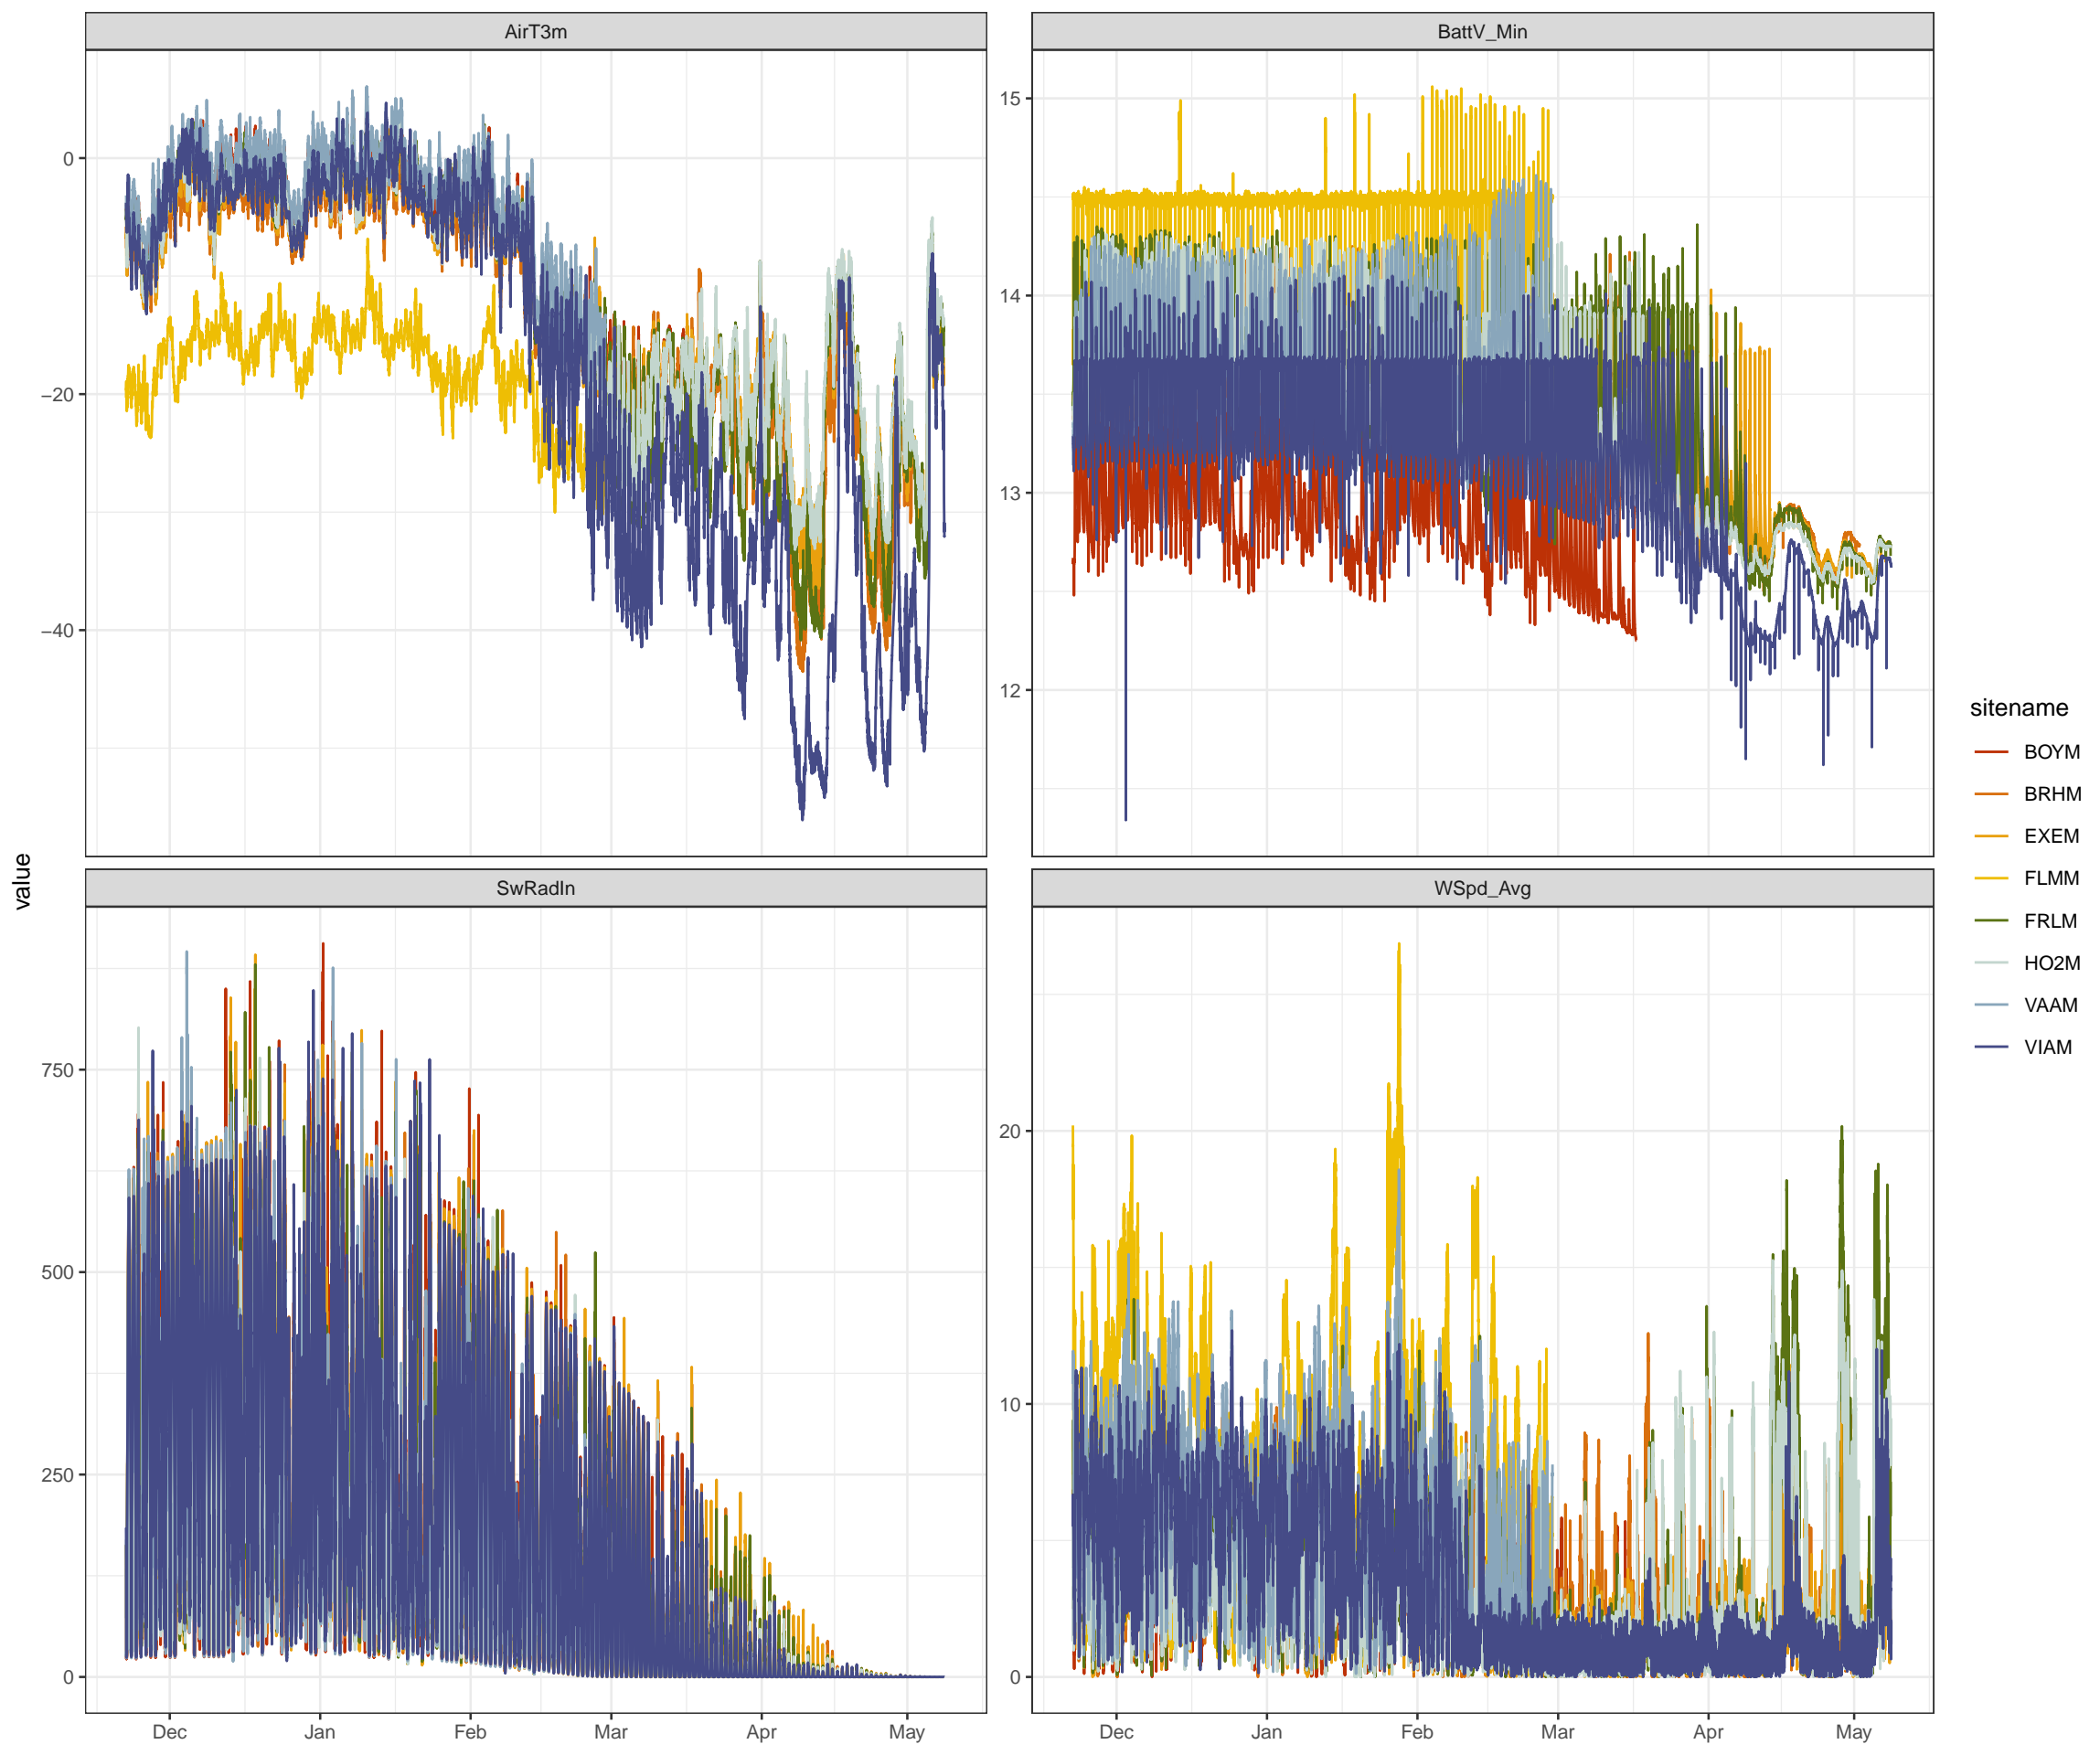 AirT3m
BattV_Min
0
−20
−40
15
14
13
12
value
SwRadIn
WSpd_Avg
750
500
250
0
20
10
0
Dec Jan Feb Mar Apr May
Dec Jan Feb Mar Apr May
sitename
BOYM
BRHM
EXEM
FLMM
FRLM
HO2M
VAAM
VIAM